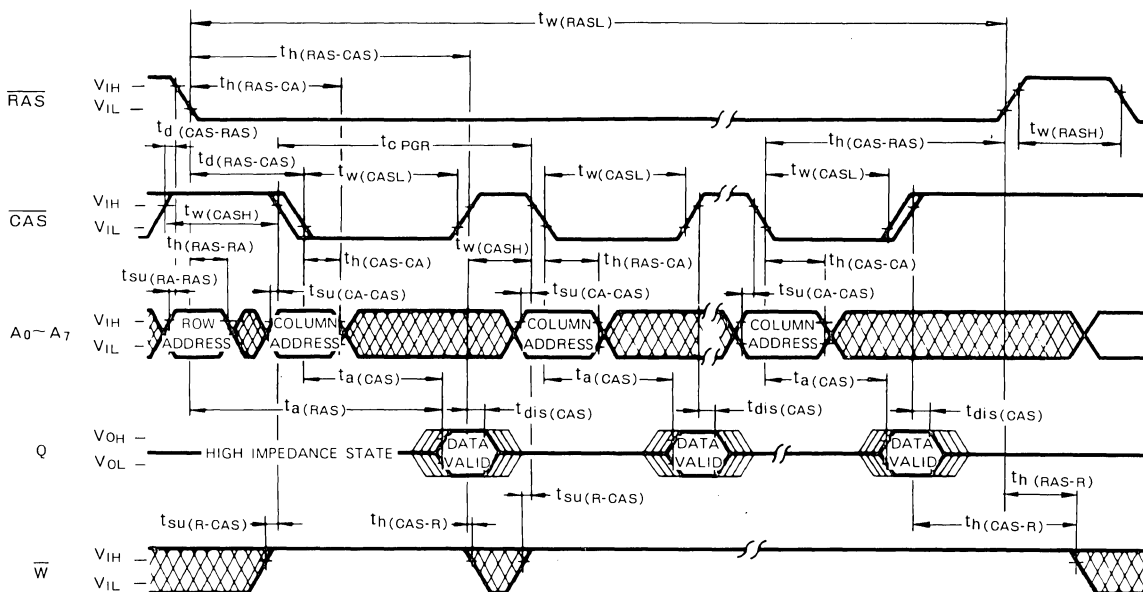 tw(RASL)
th(RAS-CAS)
th(RAS-CA)
RAS
VIH
VIL
td(CAS-RAS)
td(RAS-CAS)
tc PGR
th(CAS-RAS)
tw(RASH)
tw(CASL)
tw(CASL)
tw(CASL)
CAS
VIH
VIL
tw(CASH)
th(RAS-RA)
tw(CASH)
tsu(RA-RAS)
th(CAS-CA)
th(RAS-CA)
th(CAS-CA)
tsu(CA-CAS)
tsu(CA-CAS)
tsu(CA-CAS)
A0~A7
VIH
VIL
ROW ADDRESS
COLUMN ADDRESS
COLUMN ADDRESS
COLUMN ADDRESS
ta(CAS)
ta(CAS)
ta(CAS)
ta(RAS)
tdis(CAS)
tdis(CAS)
tdis(CAS)
Q
VOH
VOL
HIGH IMPEDANCE STATE
DATA VALID
DATA VALID
DATA VALID
tsu(R-CAS)
th(RAS-R)
tsu(R-CAS)
th(CAS-R)
th(CAS-R)
W
VIH
VIL